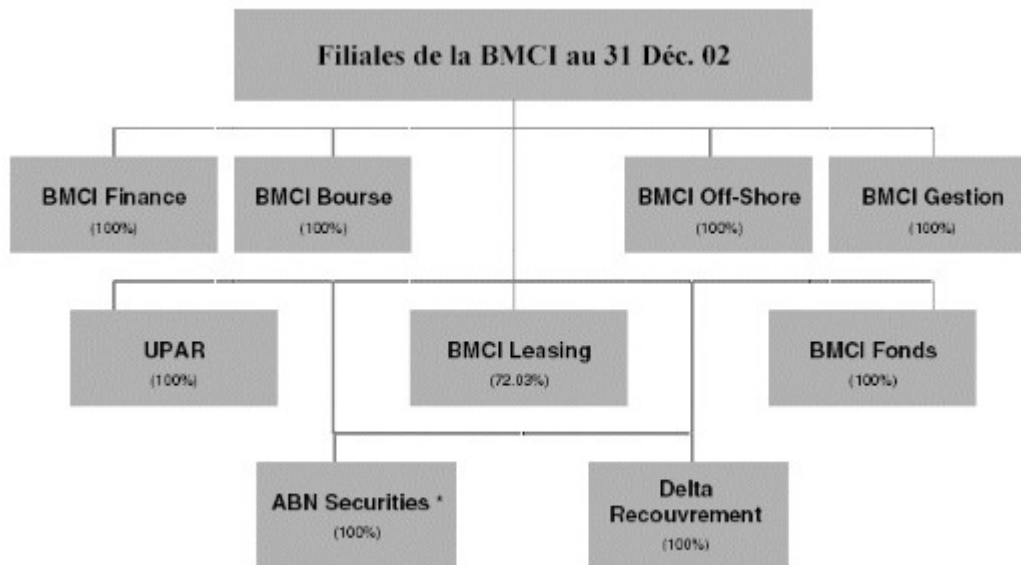 Filiales de la BMCI au 31 Déc. 02
BMCI Finance
(100%)
BMCI Bourse
(100%)
BMCI Off-Shore
(100%)
BMCI Gestion
(100%)
UPAR
(100%)
BMCI Leasing
(72.03%)
BMCI Fonds
(100%)
ABN Securities *
(100%)
Delta
Recouvrement
(100%)